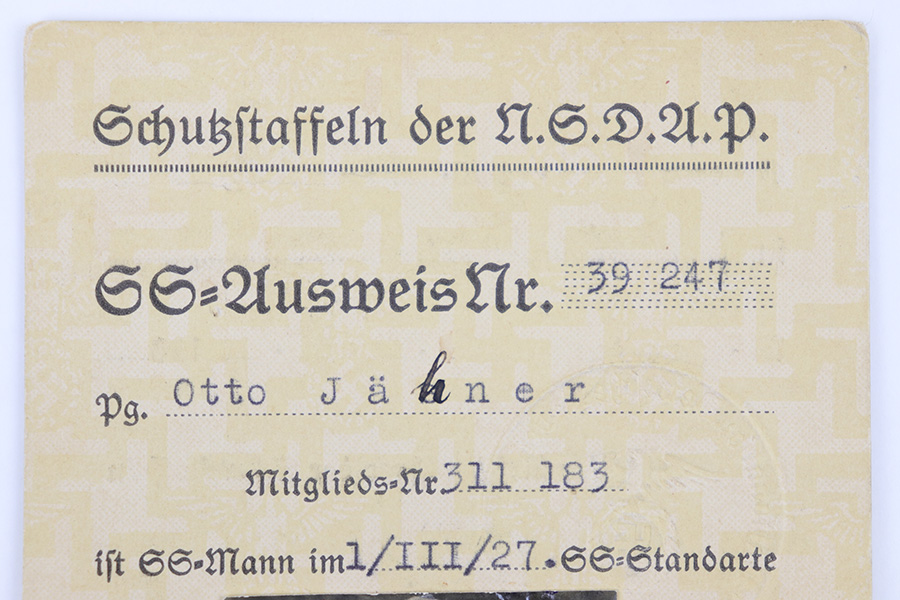 Schutzstaffeln der N.S.D.A.P.
SS-Ausweis Nr. 39 247
Pg. Otto Jähner
Mitglieds-Nr. 311 183
ist SS-Mann im 1/III/27. SS-Standarte